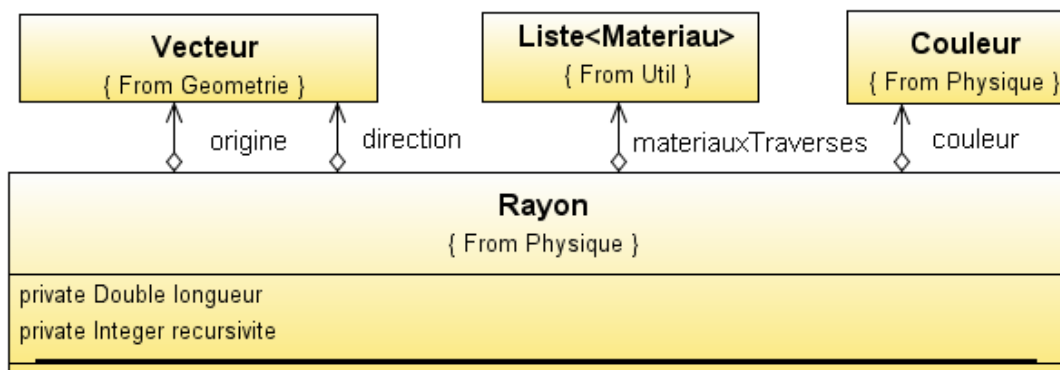 Vecteur
{ From Geometrie }
Liste<Materiau>
{ From Util }
Couleur
{ From Physique }
origine
direction
materiauxTraverses
couleur
Rayon
{ From Physique }
private Double longueur
private Integer recursivite